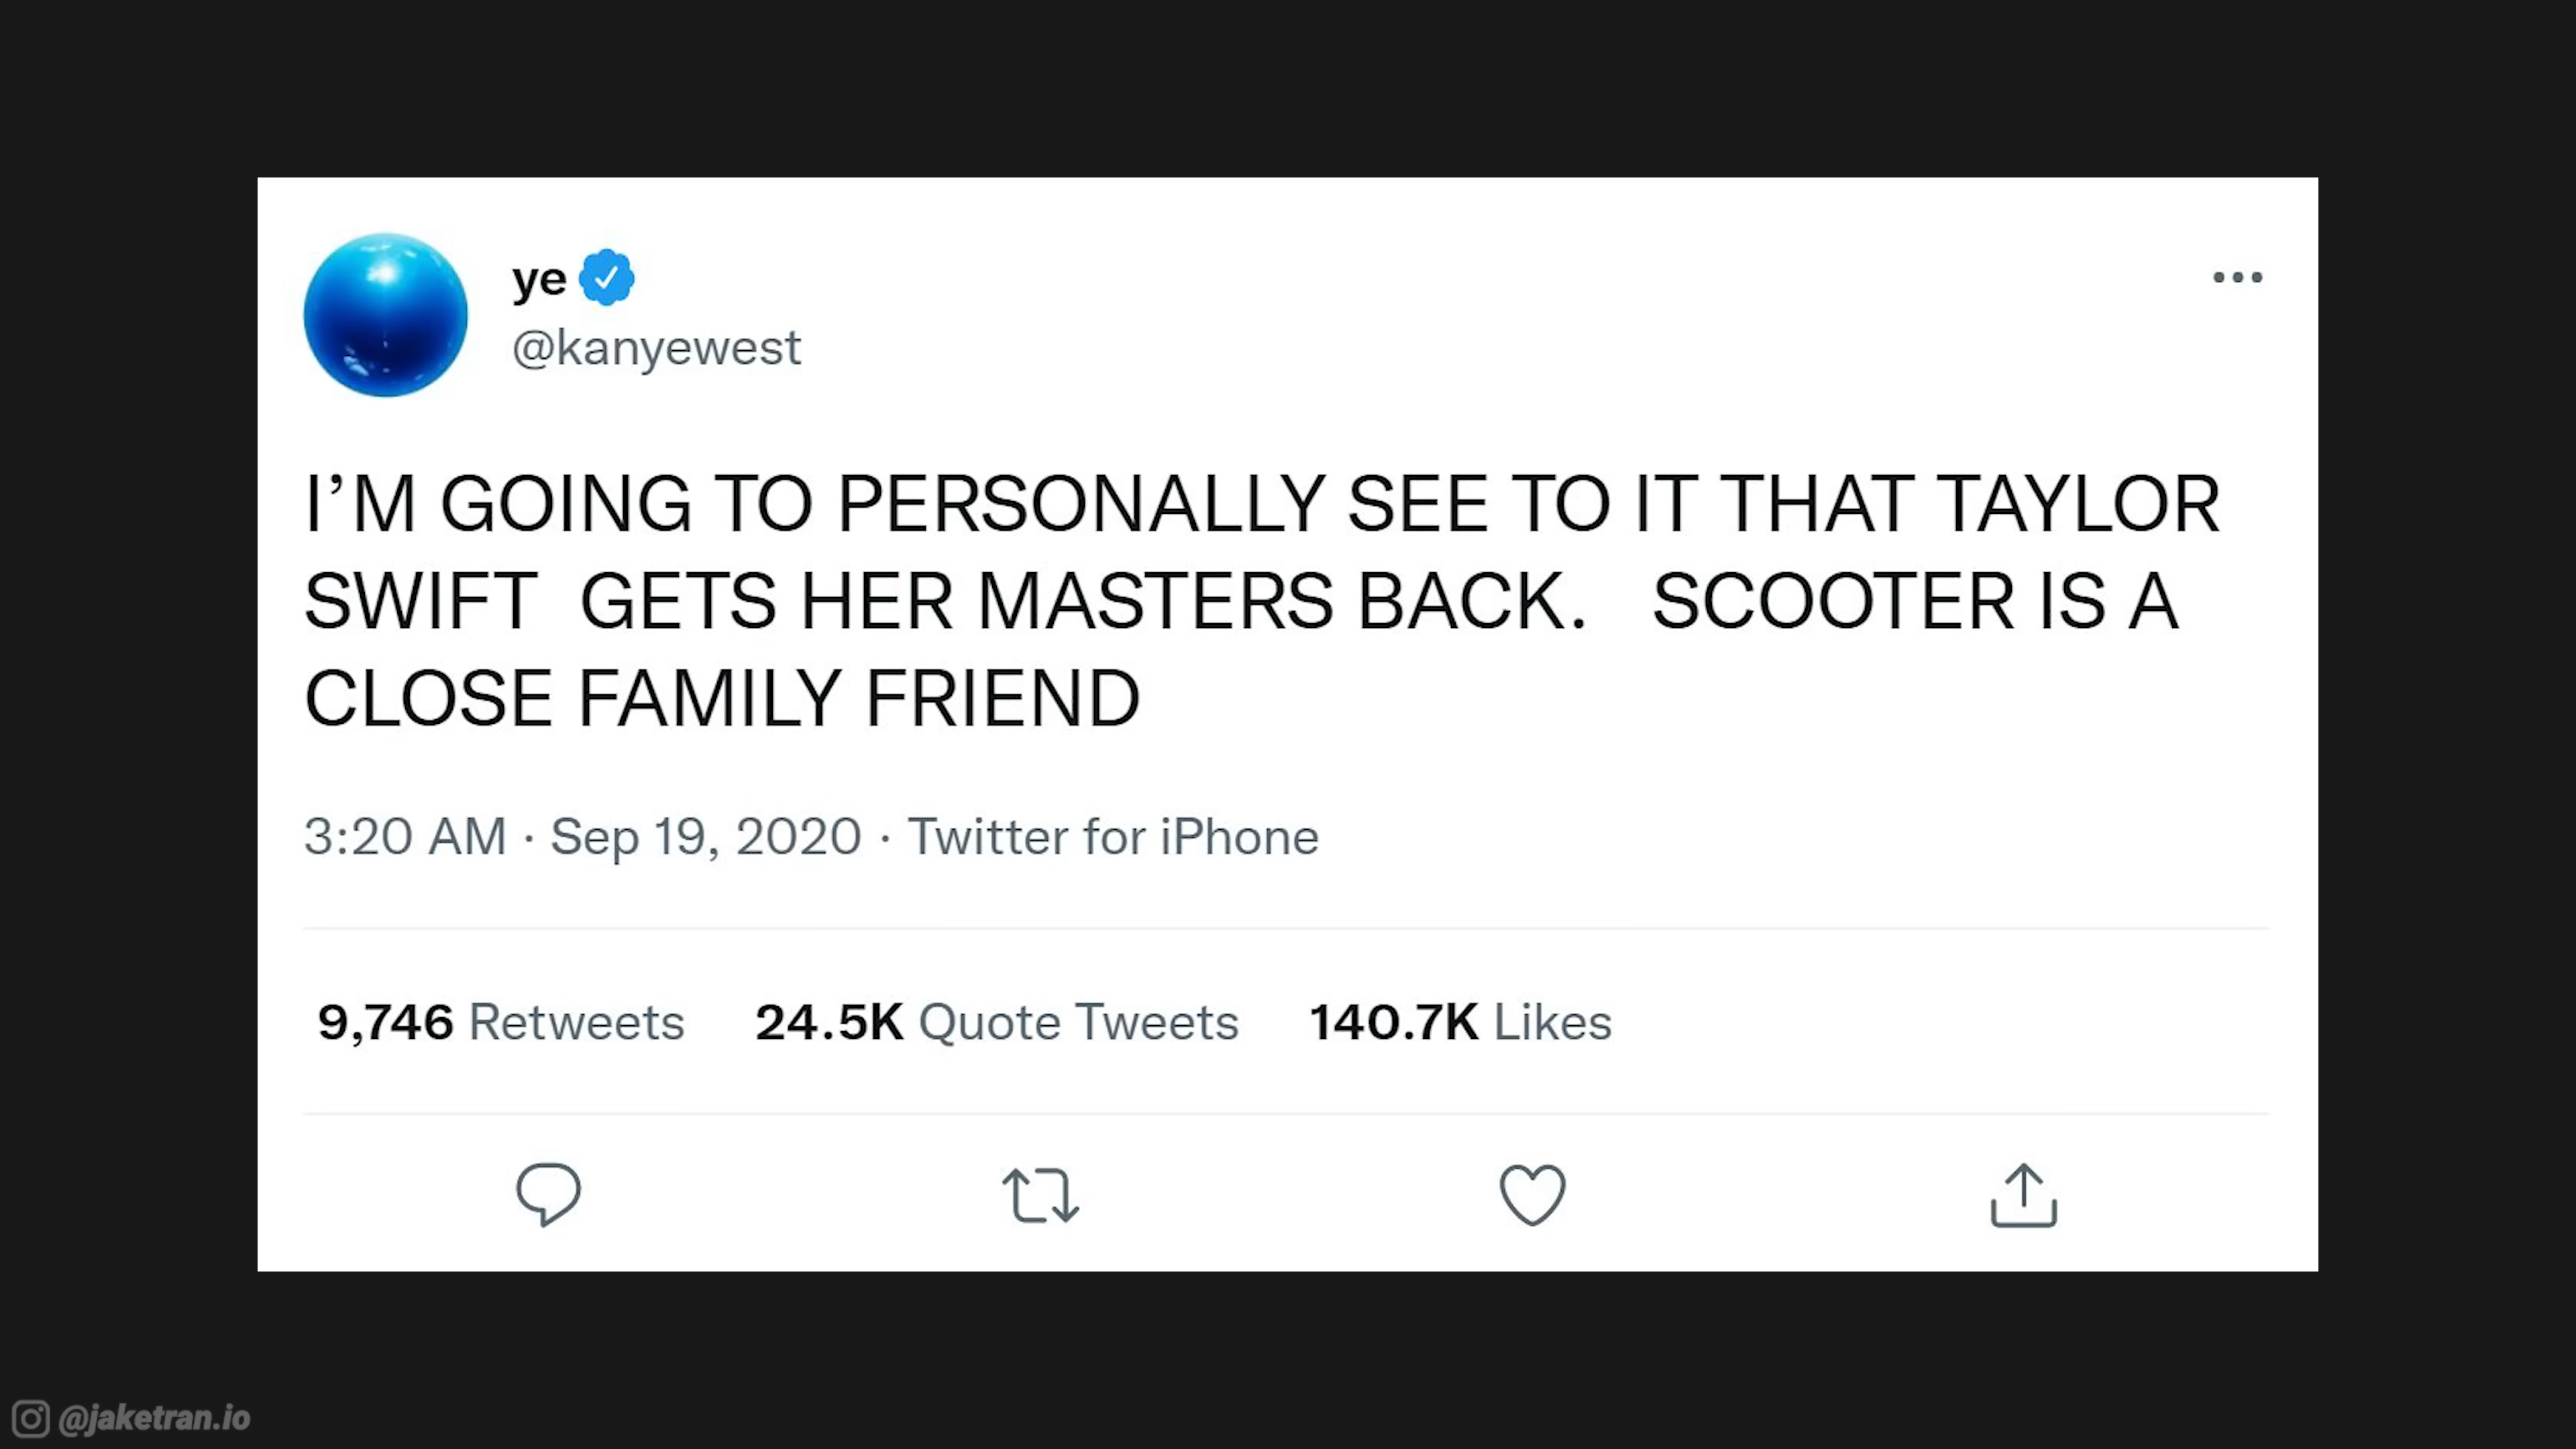 ye
@kanyewest
I’M GOING TO PERSONALLY SEE TO IT THAT TAYLOR
SWIFT  GETS HER MASTERS BACK.   SCOOTER IS A
CLOSE FAMILY FRIEND
3:20 AM · Sep 19, 2020 · Twitter for iPhone
9,746 Retweets 24.5K Quote Tweets 140.7K Likes
@jaketran.io